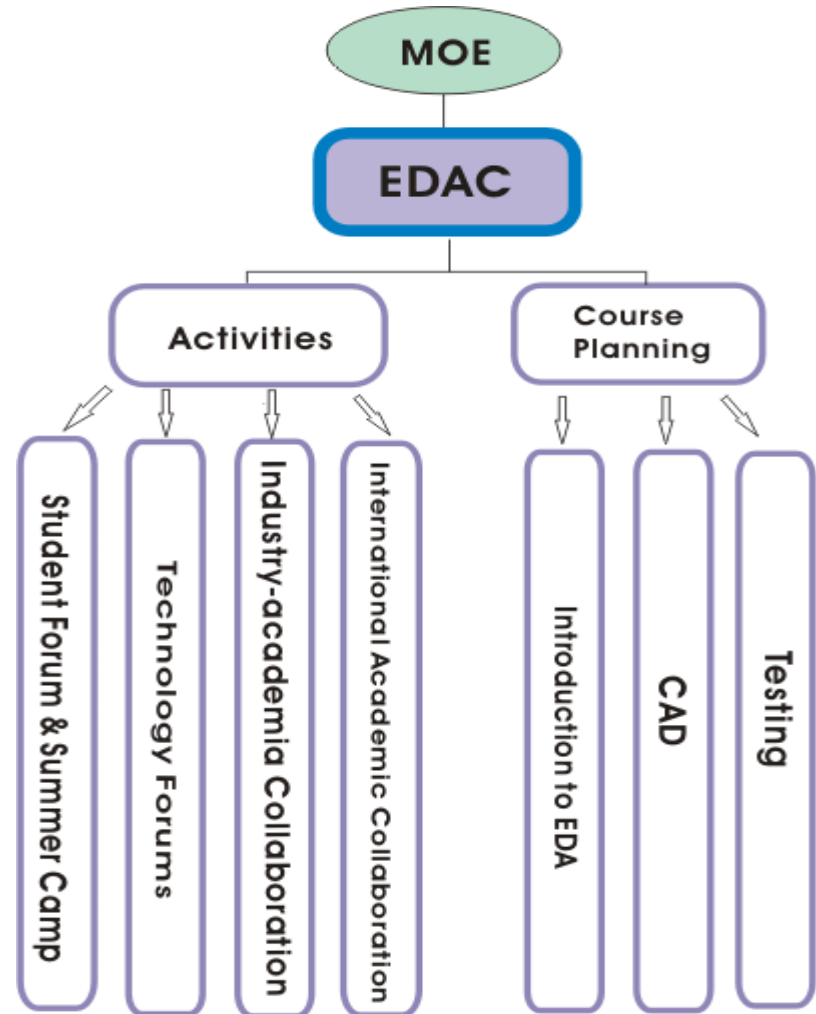 MOE
EDAC
Activities
Course
Planning
Student Forum & Summer Camp
Technology Forums
Industry-academia Collaboration
International Academic Collaboration
Introduction to EDA
CAD
Testing